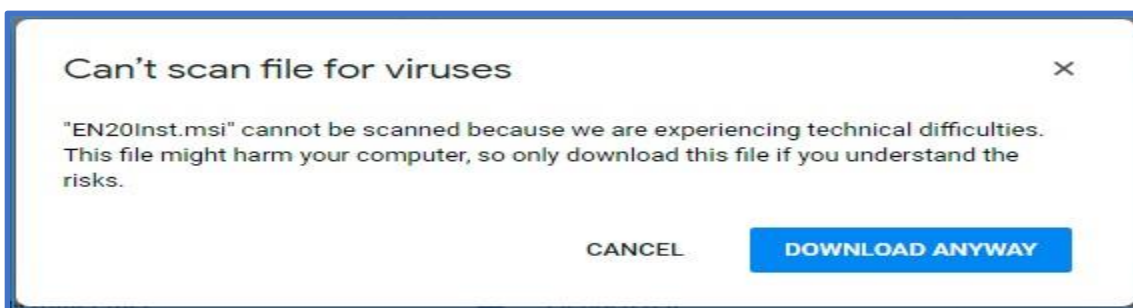 Can't scan file for viruses
"EN20Inst.msi" cannot be scanned because we are experiencing technical difficulties.
This file might harm your computer, so only download this file if you understand the
risks.
CANCEL DOWNLOAD ANYWAY